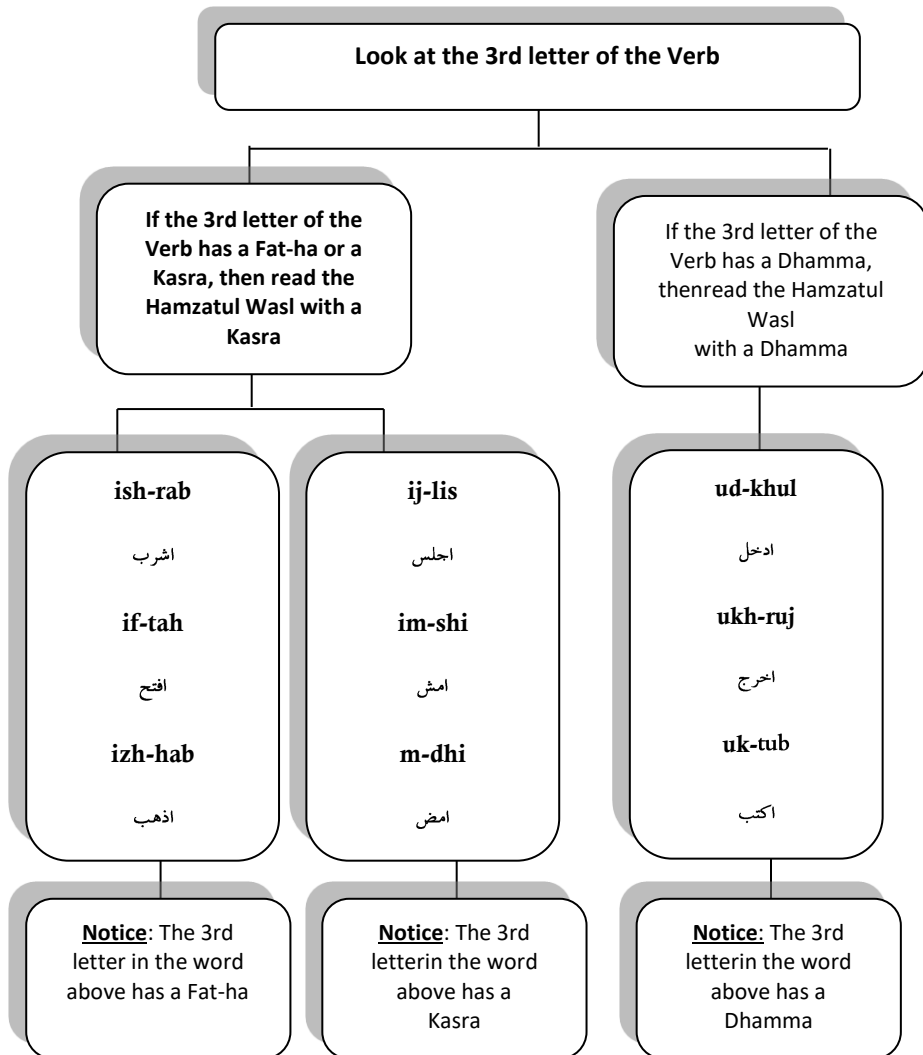 Look at the 3rd letter of the Verb
If the 3rd letter of the
Verb has a Fat-ha or a
Kasra, then read the
Hamzatul Wasl with a
Kasra
If the 3rd letter of the
Verb has a Dhamma,
thenread the Hamzatul
Wasl
with a Dhamma
ish-rab
اشرب
if-tah
افتح
izh-hab
اذهب
ij-lis
اجلس
im-shi
امش
m-dhi
امض
ud-khul
ادخل
ukh-ruj
اخرج
uk-tub
اكتب
Notice: The 3rd
letter in the word
above has a Fat-ha
Notice: The 3rd
letterin the word
above has a
Kasra
Notice: The 3rd
letterin the word
above has a
Dhamma